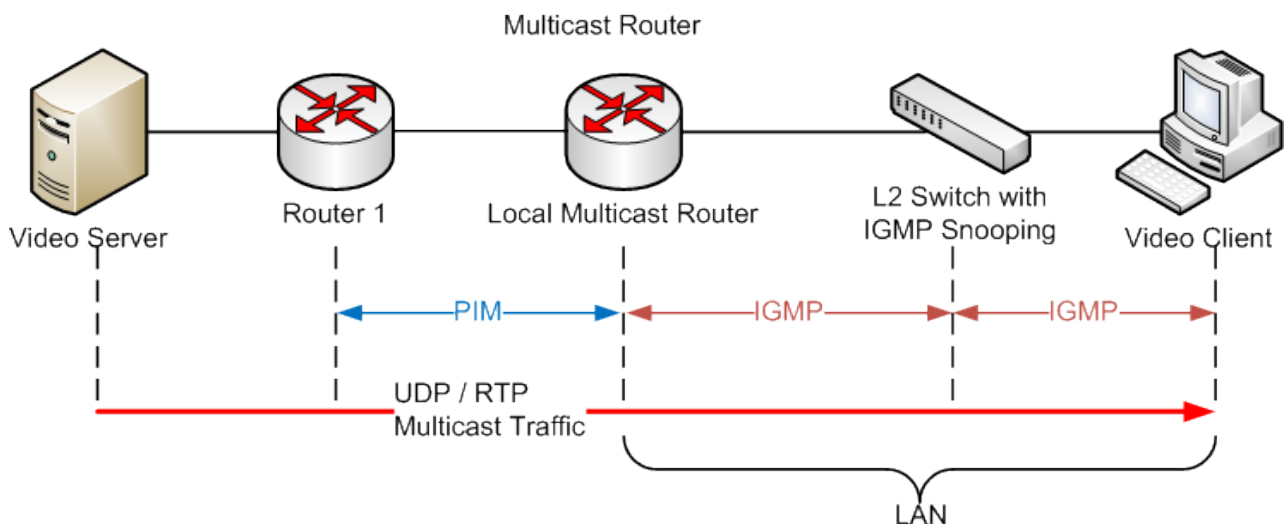 Multicast Router
Video Server
Router 1
Local Multicast Router
L2 Switch with
IGMP Snooping
Video Client
PIM
IGMP
IGMP
UDP / RTP
Multicast Traffic
LAN